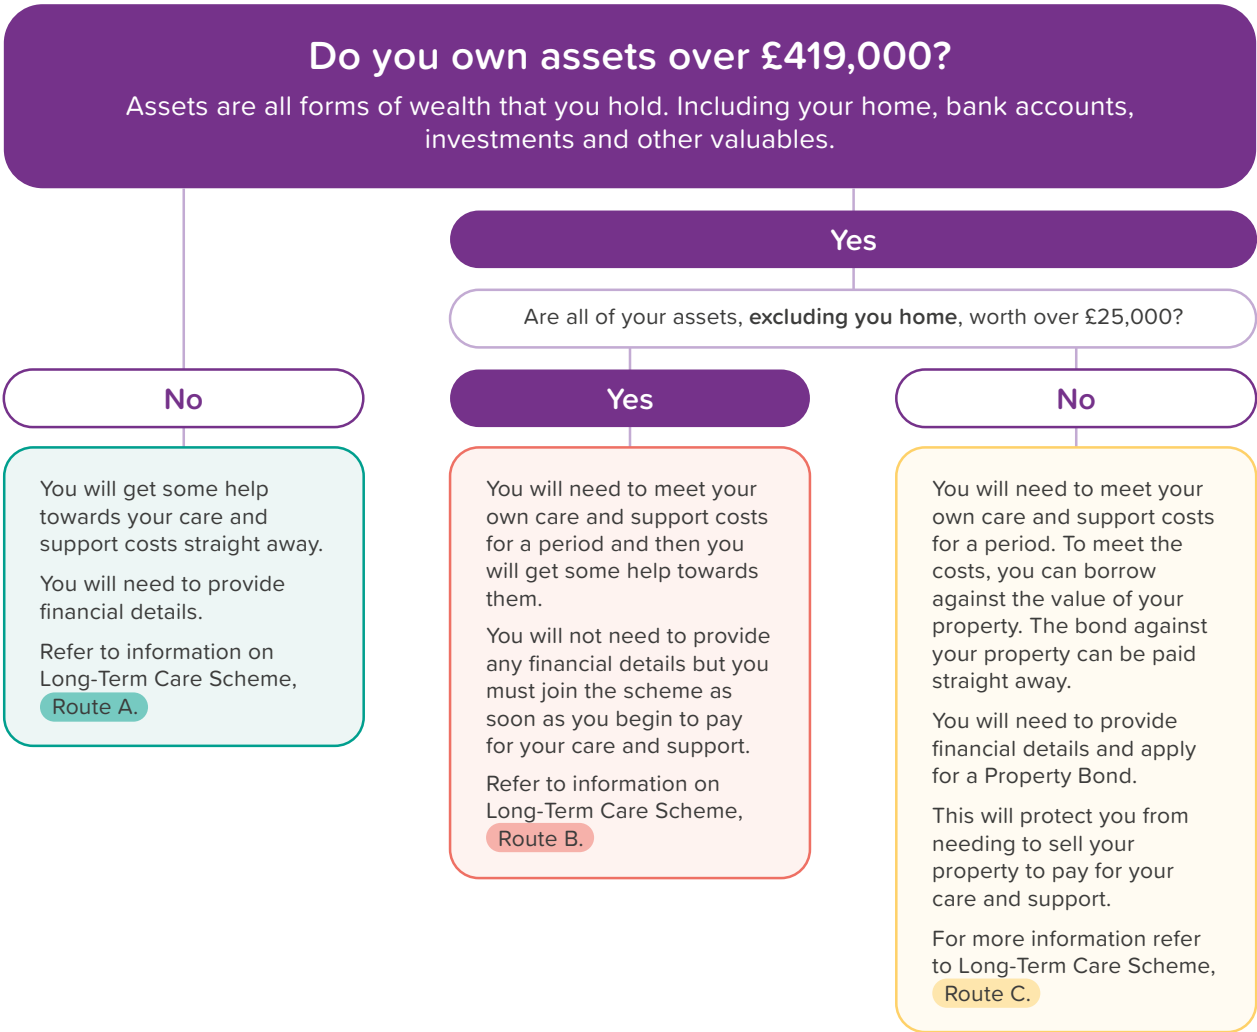 Do you own assets over £419,000?
Assets are all forms of wealth that you hold. Including your home, bank accounts,
investments and other valuables.
Yes
Are all of your assets, excluding you home, worth over £25,000?
No
You will get some help
towards your care and
support costs straight away.
You will need to provide
financial details.
Refer to information on
Long-Term Care Scheme,
Route A.
Yes
You will need to meet your
own care and support costs
for a period and then you
will get some help towards
them.
You will not need to provide
any financial details but you
must join the scheme as
soon as you begin to pay
for your care and support.
Refer to information on
Long-Term Care Scheme,
Route B.
No
You will need to meet your
own care and support costs
for a period. To meet the
costs, you can borrow
against the value of your
property. The bond against
your property can be paid
straight away.
You will need to provide
financial details and apply
for a Property Bond.
This will protect you from
needing to sell your
property to pay for your
care and support.
For more information refer
to Long-Term Care Scheme,
Route C.